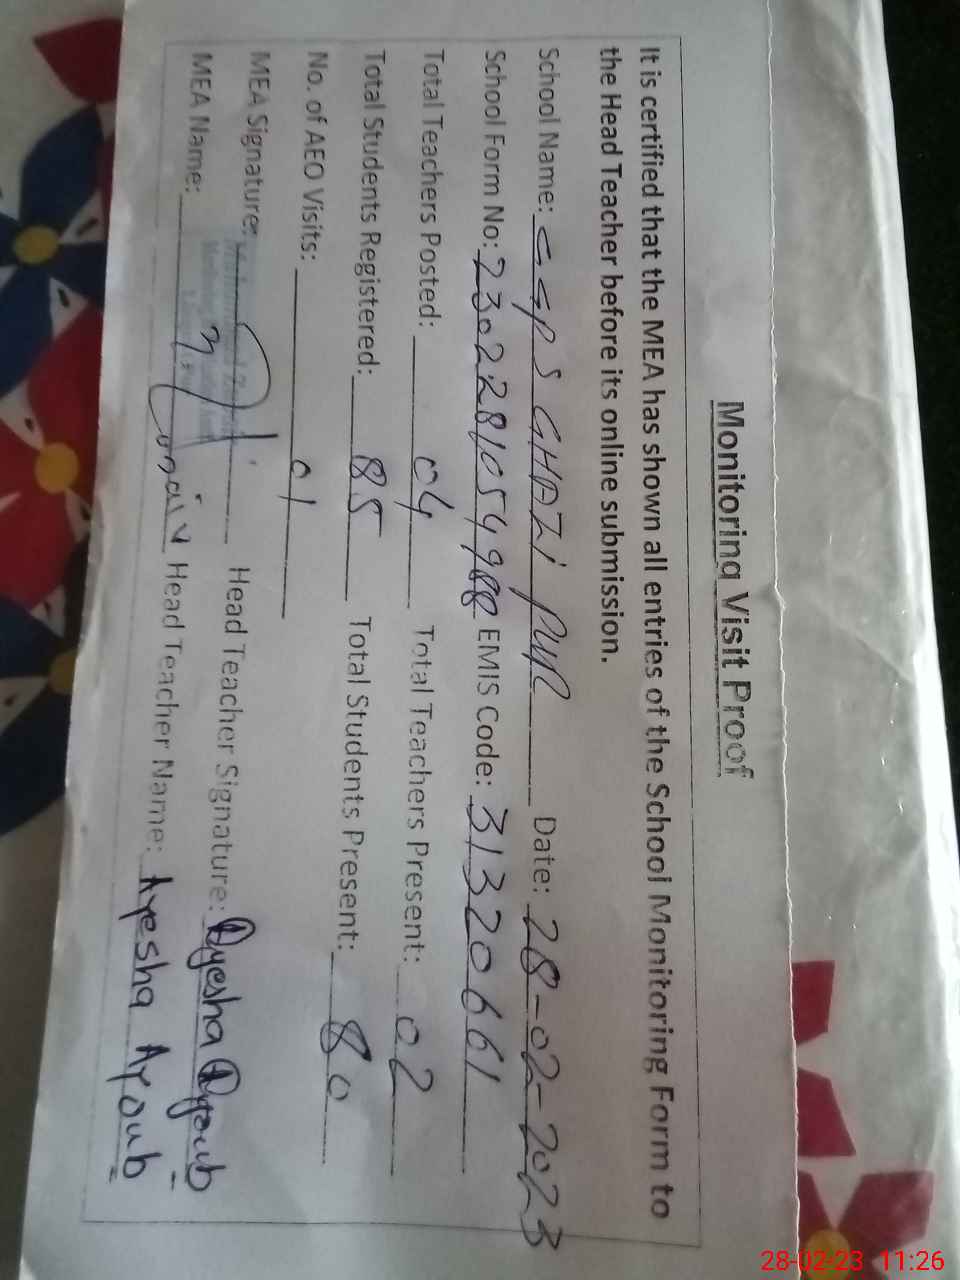 Monitoring Visit Proof
It is certified that the MEA has shown all entries of the School Monitoring Form to
the Head Teacher before its online submission.
School Name: GGPS GHAZI PUR Date: 28-02-2023
School Form No: 2302281054988 EMIS Code: 31320661
Total Teachers Posted: 04 Total Teachers Present: 02
Total Students Registered: 85 Total Students Present: 80
No. of AEO Visits: 01
MEA Signature: Head Teacher Signature: Ayesha Ayoub
MEA Name: Head Teacher Name: Ayesha Ayoub
28-02-23 11:26